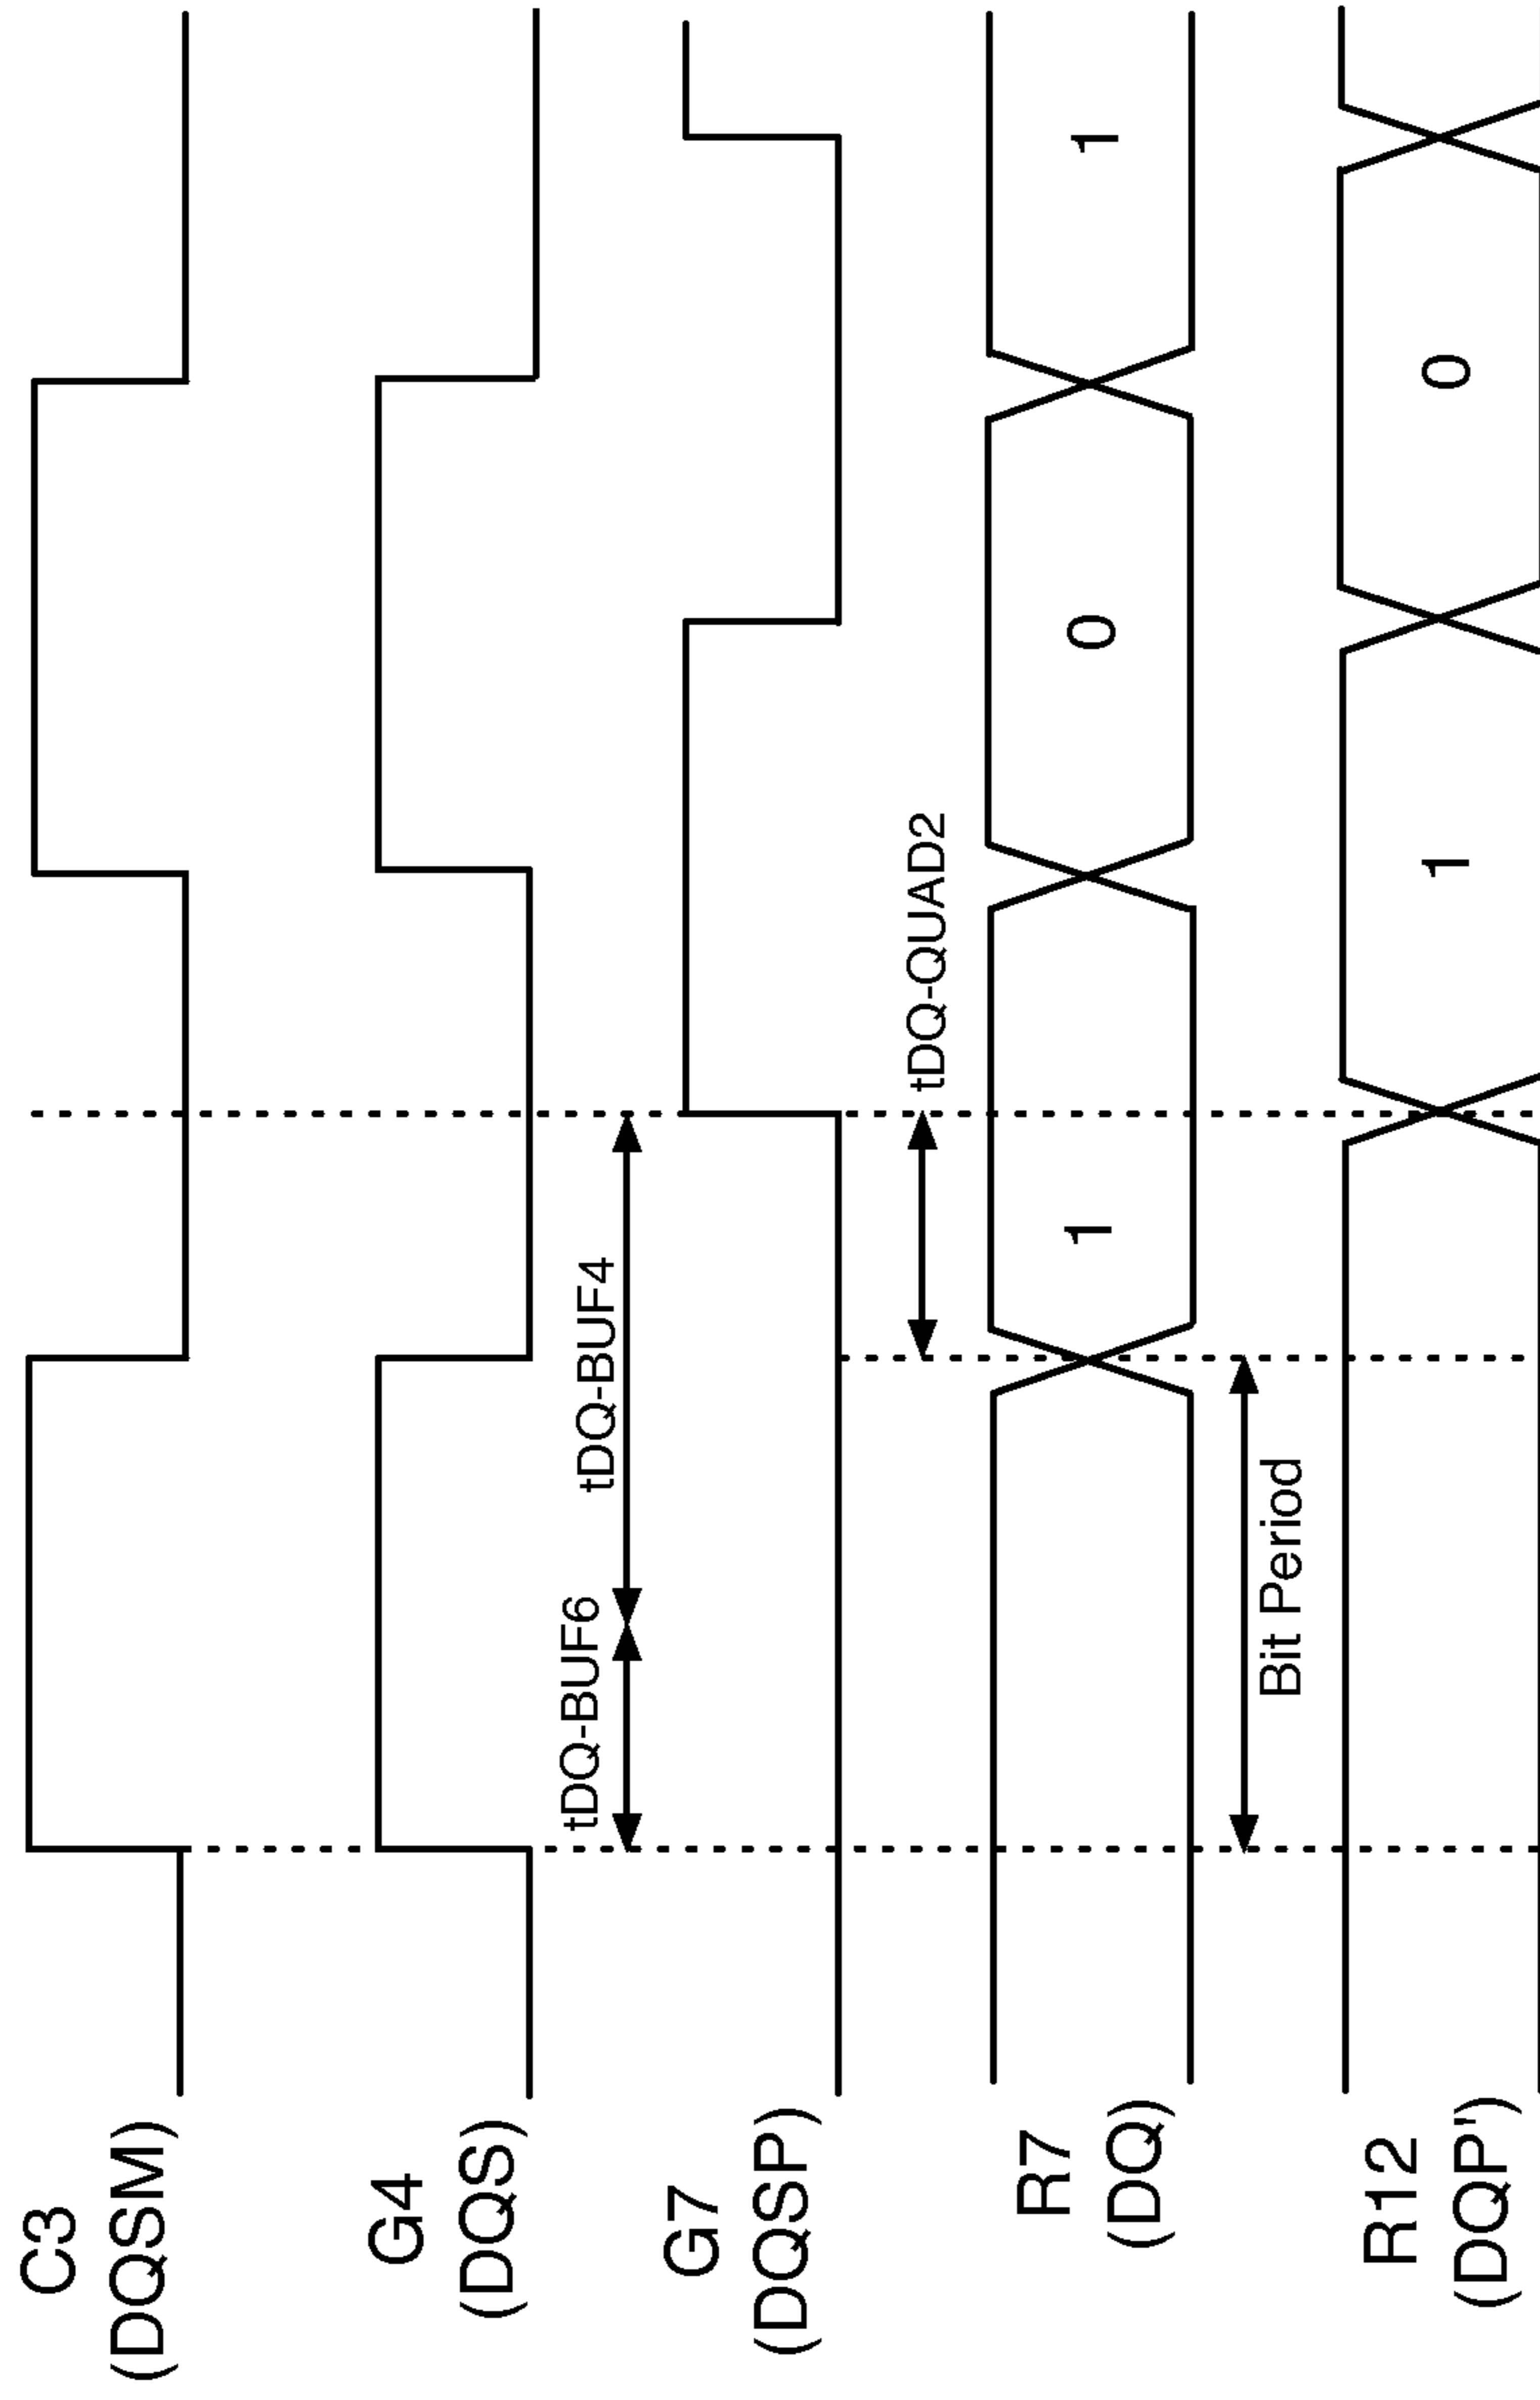 C3
(DQSM)
G4
(DQS)
tDQ-BUF6
tDQ-BUF4
G7
(DQSP)
tDQ-QUAD2
R7
(DQ)
1
0
1
Bit Period
R12
(DQP')
1
0